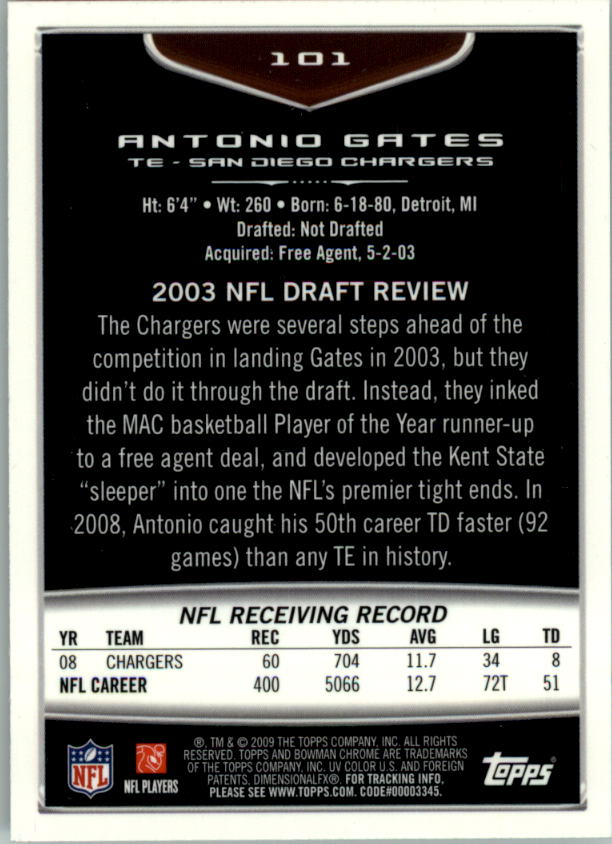 101
ANTONIO GATES
TE - SAN DIEGO CHARGERS
Ht: 6'4" • Wt: 260 • Born: 6-18-80, Detroit, MI
Drafted: Not Drafted
Acquired: Free Agent, 5-2-03
2003 NFL DRAFT REVIEW
The Chargers were several steps ahead of the
competition in landing Gates in 2003, but they
didn't do it through the draft. Instead, they inked
the MAC basketball Player of the Year runner-up
to a free agent deal, and developed the Kent State
“sleeper” into one the NFL's premier tight ends. In
2008, Antonio caught his 50th career TD faster (92
games) than any TE in history.
NFL RECEIVING RECORD
YR TEAM REC YDS AVG LG TD
08 CHARGERS 60 704 11.7 34 8
NFL CAREER 400 5066 12.7 72T 51
®, TM & © 2009 THE TOPPS COMPANY, INC. ALL RIGHTS
RESERVED. TOPPS AND BOWMAN CHROME ARE TRADEMARKS
OF THE TOPPS COMPANY, INC. UV COLOR U.S. AND FOREIGN
PATENTS. DIMENSIONALFX®. FOR TRACKING INFO,
PLEASE SEE WWW.TOPPS.COM. CODE#00003345.
NFL
NFL PLAYERS
TOPPS®